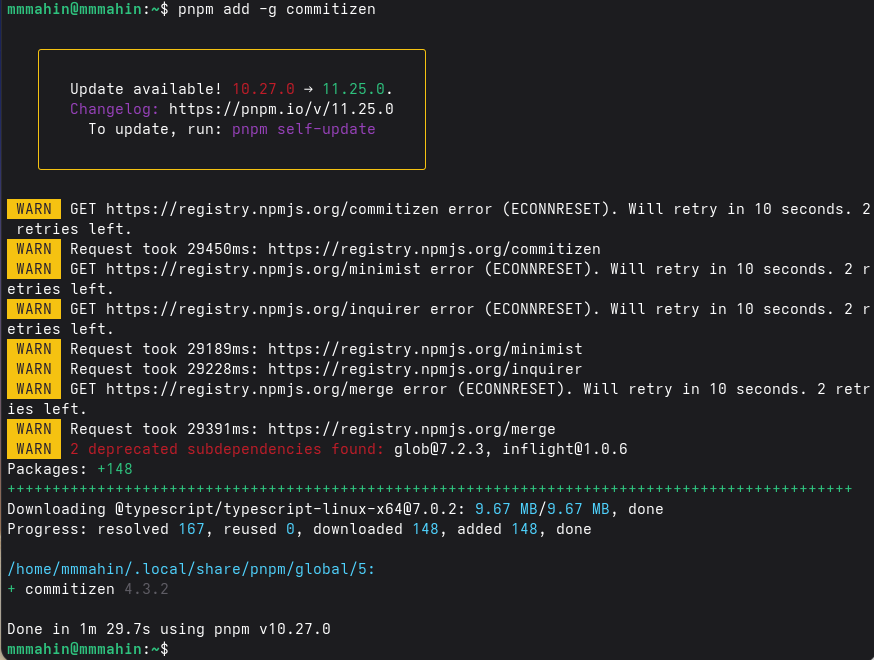 mmmahin@mmmahin:~$ pnpm add -g commitizen
Update available! 10.27.0 → 11.25.0.
Changelog: https://pnpm.io/v/11.25.0
To update, run: pnpm self-update
WARN  GET https://registry.npmjs.org/commitizen error (ECONNRESET). Will retry in 10 seconds. 2
 retries left.
WARN  Request took 29450ms: https://registry.npmjs.org/commitizen
WARN  GET https://registry.npmjs.org/minimist error (ECONNRESET). Will retry in 10 seconds. 2 r
etries left.
WARN  GET https://registry.npmjs.org/inquirer error (ECONNRESET). Will retry in 10 seconds. 2 r
etries left.
WARN  Request took 29189ms: https://registry.npmjs.org/minimist
WARN  Request took 29228ms: https://registry.npmjs.org/inquirer
WARN  GET https://registry.npmjs.org/merge error (ECONNRESET). Will retry in 10 seconds. 2 retr
ies left.
WARN  Request took 29391ms: https://registry.npmjs.org/merge
WARN  2 deprecated subdependencies found: glob@7.2.3, inflight@1.0.6
Packages: +148
++++++++++++++++++++++++++++++++++++++++++++++++++++++++++++++++++++++++++++++++++++++++++++++
Downloading @typescript/typescript-linux-x64@7.0.2: 9.67 MB/9.67 MB, done
Progress: resolved 167, reused 0, downloaded 148, added 148, done
/home/mmmahin/.local/share/pnpm/global/5:
+ commitizen 4.3.2
Done in 1m 29.7s using pnpm v10.27.0
mmmahin@mmmahin:~$